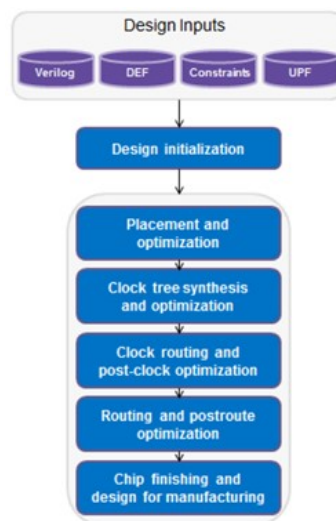 Design Inputs
Verilog
DEF
Constraints
UPF
Design initialization
Placement and
optimization
Clock tree synthesis
and optimization
Clock routing and
post-clock optimization
Routing and postroute
optimization
Chip finishing and
design for manufacturing